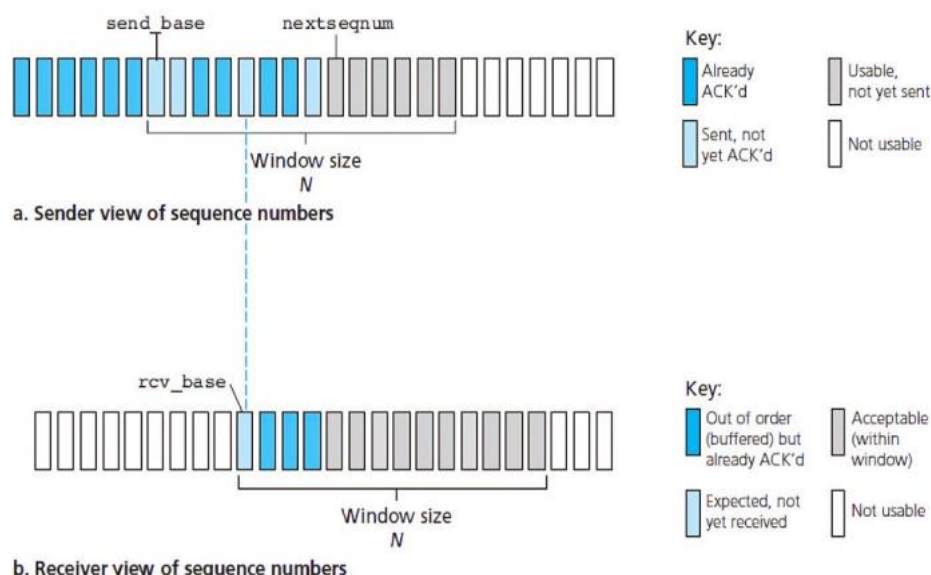 send_base
nextseqnum
Key:
Already
ACK'd
Usable,
not yet sent
Sent, not
yet ACK'd
Not usable
Window size
N
a. Sender view of sequence numbers
rcv_base
Key:
Out of order
(buffered) but
already ACK'd
Acceptable
(within
window)
Expected, not
yet received
Not usable
Window size
N
b. Receiver view of sequence numbers